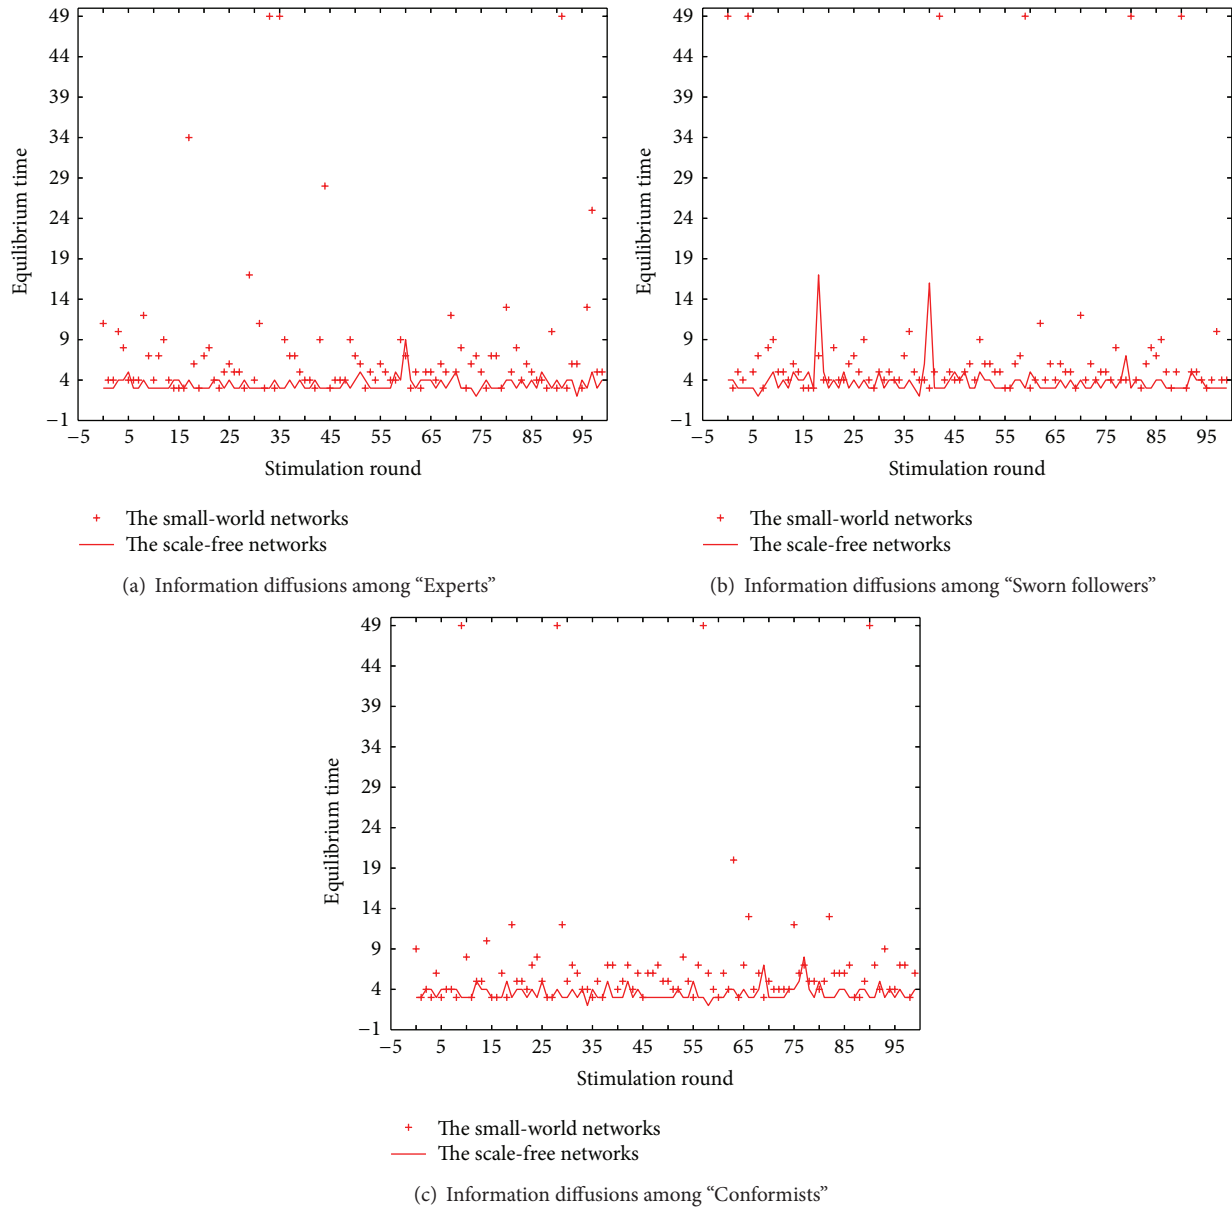 49
44
39
34
29
24
19
14
9
4
−1
Equilibrium time
−5 5 15 25 35 45 55 65 75 85 95
Stimulation round
The small-world networks
The scale-free networks
(a) Information diffusions among “Experts”
49
44
39
34
29
24
19
14
9
4
−1
Equilibrium time
−5 5 15 25 35 45 55 65 75 85 95
Stimulation round
The small-world networks
The scale-free networks
(b) Information diffusions among “Sworn followers”
49
44
39
34
29
24
19
14
9
4
−1
Equilibrium time
−5 5 15 25 35 45 55 65 75 85 95
Stimulation round
The small-world networks
The scale-free networks
(c) Information diffusions among “Conformists”